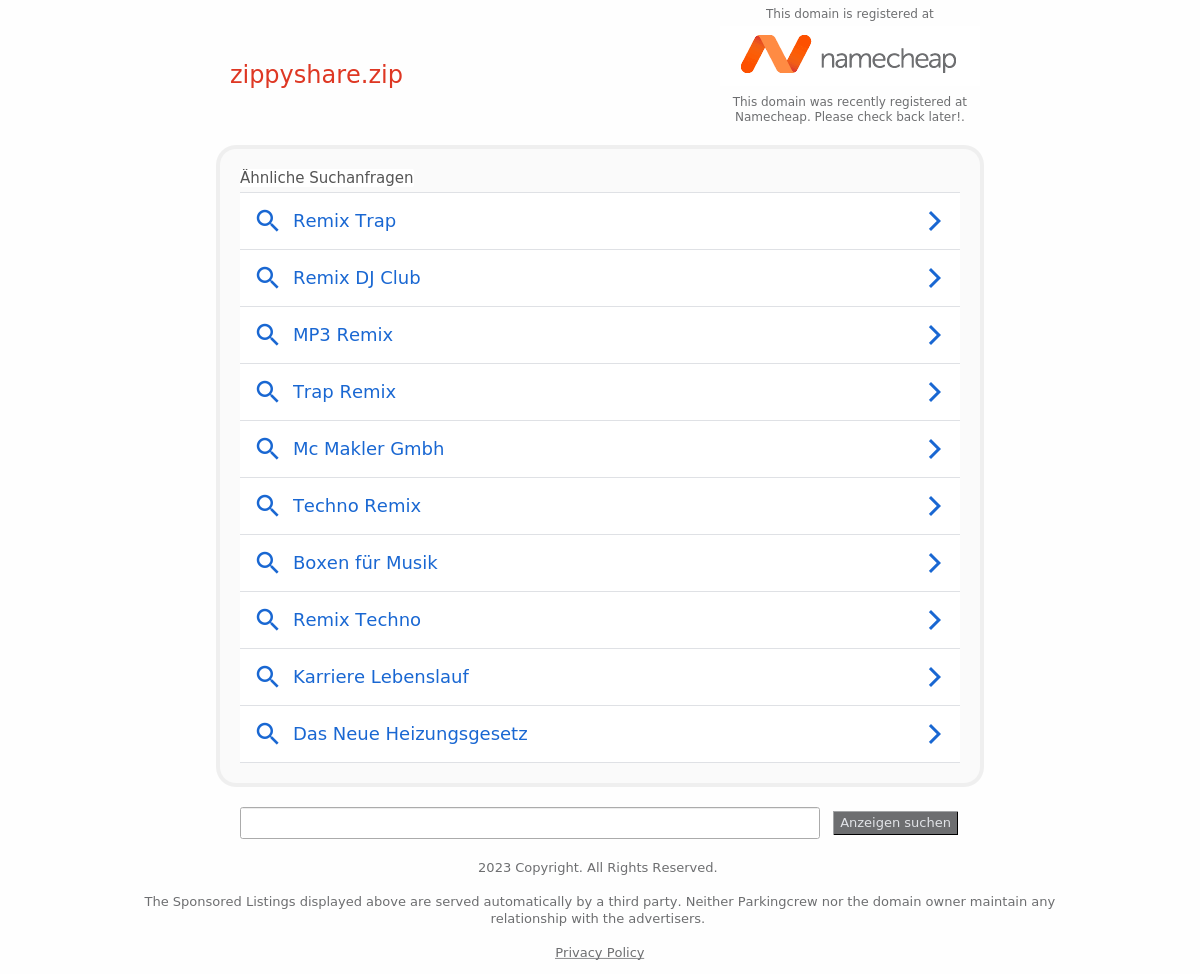 This domain is registered at
namecheap
zippyshare.zip
This domain was recently registered at
Namecheap. Please check back later!.
Ähnliche Suchanfragen
Remix Trap
Remix DJ Club
MP3 Remix
Trap Remix
Mc Makler Gmbh
Techno Remix
Boxen für Musik
Remix Techno
Karriere Lebenslauf
Das Neue Heizungsgesetz
Anzeigen suchen
2023 Copyright. All Rights Reserved.
The Sponsored Listings displayed above are served automatically by a third party. Neither Parkingcrew nor the domain owner maintain any
relationship with the advertisers.
Privacy Policy